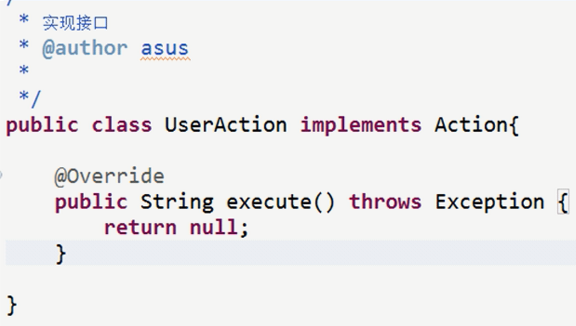 /
* 实现接口
* @author asus
*
*/
public class UserAction implements Action{
@Override
public String execute() throws Exception {
return null;
}
}